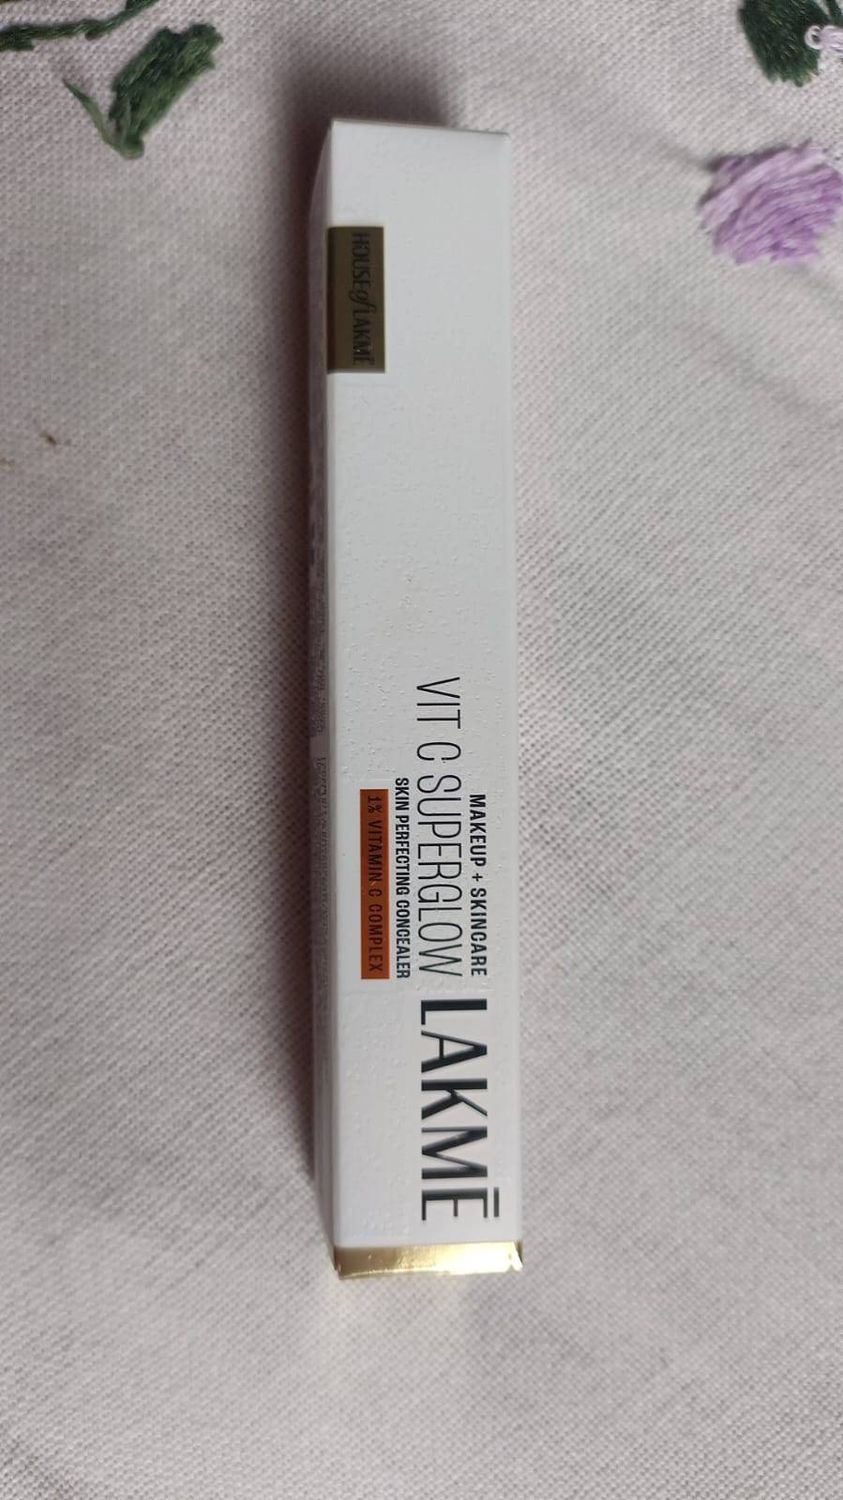 HOUSE of LAKMĒ
MAKEUP + SKINCARE
VIT C SUPERGLOW
SKIN PERFECTING CONCEALER
1% VITAMIN C COMPLEX
LAKMĒ